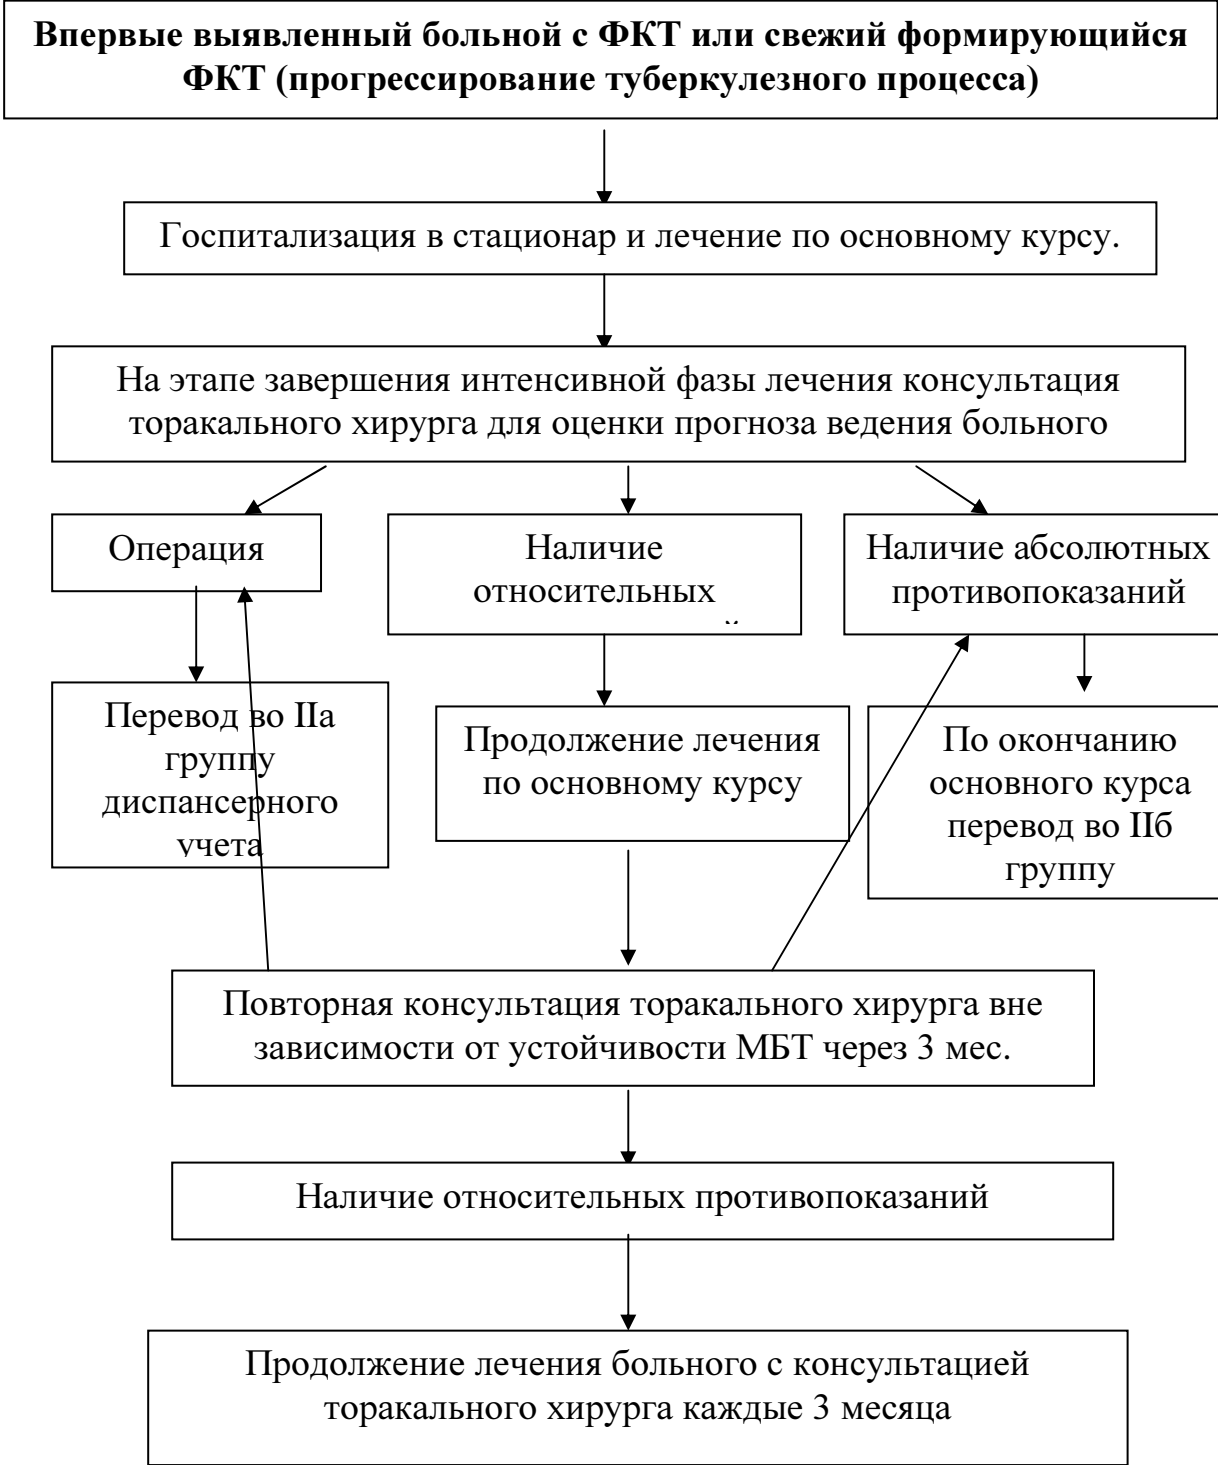 Впервые выявленный больной с ФКТ или свежий формирующийся
ФКТ (прогрессирование туберкулезного процесса)
Госпитализация в стационар и лечение по основному курсу.
На этапе завершения интенсивной фазы лечения консультация
торакального хирурга для оценки прогноза ведения больного
Операция
Наличие
относительных
Наличие абсолютных
противопоказаний
Перевод во IIа
группу
диспансерного
учета
Продолжение лечения
по основному курсу
По окончанию
основного курса
перевод во IIб
группу
Повторная консультация торакального хирурга вне
зависимости от устойчивости МБТ через 3 мес.
Наличие относительных противопоказаний
Продолжение лечения больного с консультацией
торакального хирурга каждые 3 месяца